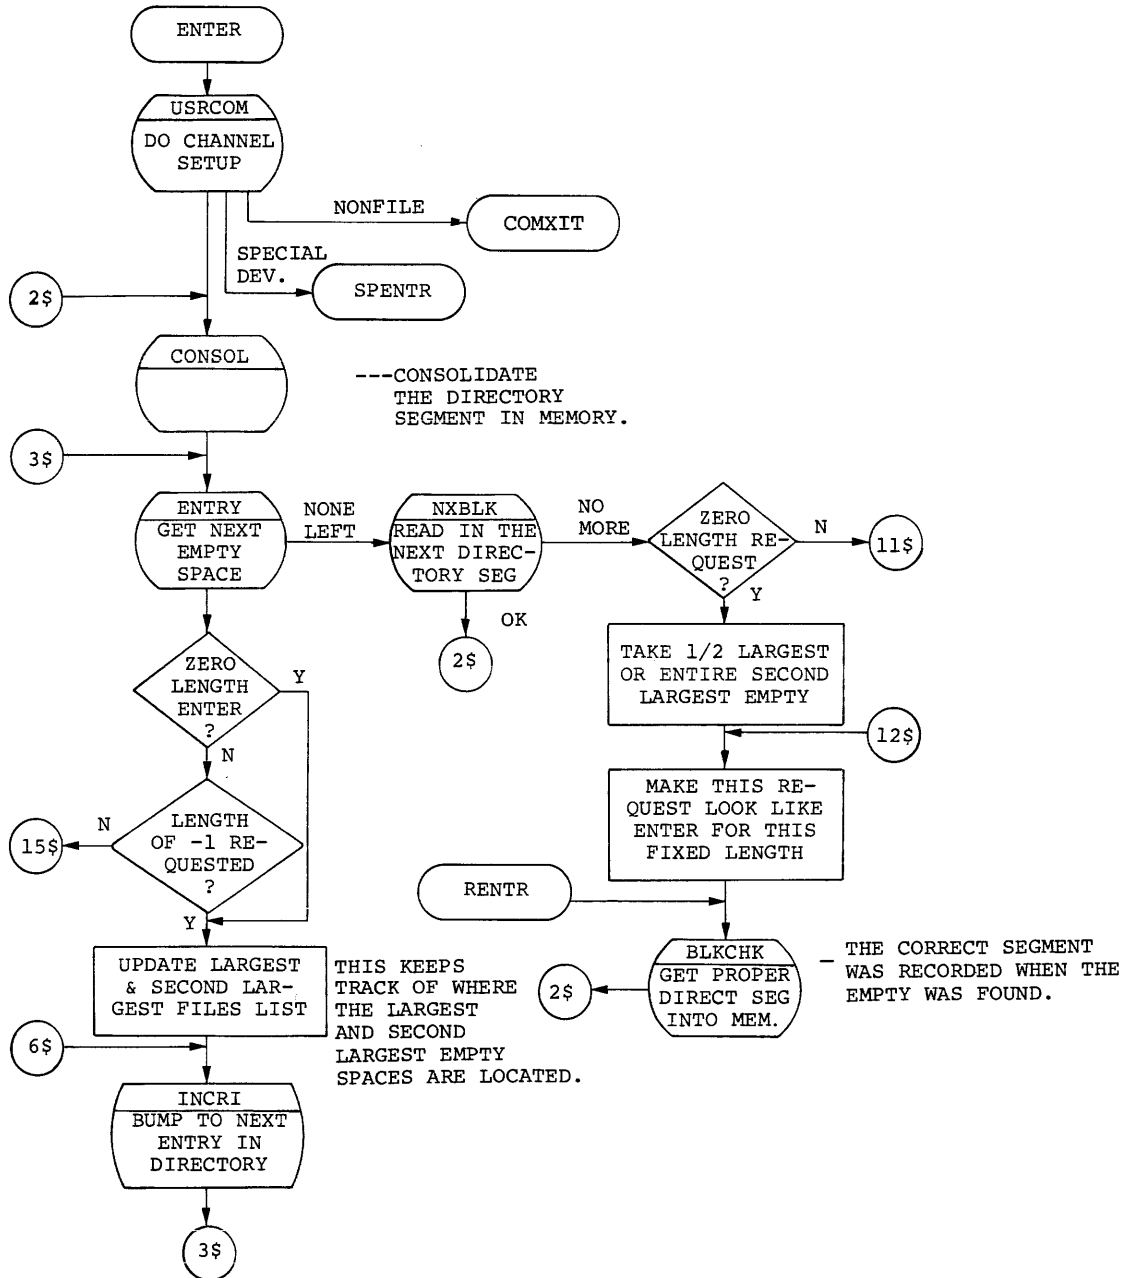 ENTER
USRCOM
DO CHANNEL
SETUP
NONFILE
COMXIT
SPECIAL
DEV.
SPENTR
2$
CONSOL
---CONSOLIDATE
THE DIRECTORY
SEGMENT IN MEMORY.
3$
ENTRY
GET NEXT
EMPTY
SPACE
NONE
LEFT
NXBLK
READ IN THE
NEXT DIREC-
TORY SEG
NO
MORE
ZERO
LENGTH RE-
QUEST
?
N
11$
Y
OK
2$
TAKE 1/2 LARGEST
OR ENTIRE SECOND
LARGEST EMPTY
12$
MAKE THIS RE-
QUEST LOOK LIKE
ENTER FOR THIS
FIXED LENGTH
ZERO
LENGTH
ENTER
?
Y
N
LENGTH
OF -1 RE-
QUESTED
?
N
15$
Y
RENTR
BLKCHK
GET PROPER
DIRECT SEG
INTO MEM.
2$
— THE CORRECT SEGMENT
WAS RECORDED WHEN THE
EMPTY WAS FOUND.
UPDATE LARGEST
& SECOND LAR-
GEST FILES LIST
THIS KEEPS
TRACK OF WHERE
THE LARGEST
AND SECOND
LARGEST EMPTY
SPACES ARE LOCATED.
6$
INCRI
BUMP TO NEXT
ENTRY IN
DIRECTORY
3$